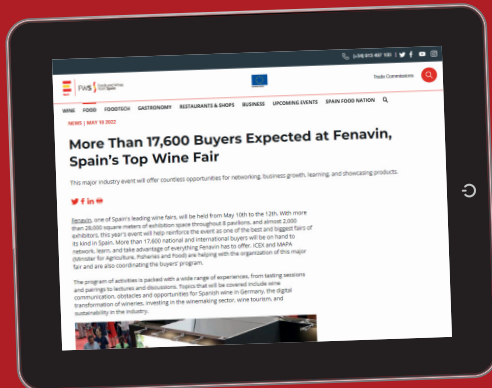 (+34) 913 497 100
FWS Foods and Wines from Spain
Trade Commissions
WINE FOOD FOODTECH GASTRONOMY RESTAURANTS & SHOPS BUSINESS UPCOMING EVENTS SPAIN FOOD NATION
NEWS | MAY 10 2022
More Than 17,600 Buyers Expected at Fenavin,
Spain's Top Wine Fair
This major industry event will offer countless opportunities for networking, business growth, learning, and showcasing products.
Fenavin, one of Spain's leading wine fairs, will be held from May 10th to the 12th. With more
than 28,000 square meters of exhibition space throughout 8 pavilions, and almost 2,000
exhibitors, this year's event will help reinforce the event as one of the best and biggest fairs of
its kind in Spain. More than 17,600 national and international buyers will be on hand to
network, learn, and take advantage of everything Fenavin has to offer. ICEX and MAPA
(Minister for Agriculture, fisheries and Food) are helping with the organization of this major
fair and are also coordinating the buyers' program.
The program of activities is packed with a wide range of experiences, from tasting sessions
and pairings to lectures and discussions. Topics that will be covered include wine
communication, obstacles and opportunities for Spanish wine in Germany, the digital
transformation of wineries, investing in the winemaking sector, wine tourism, and
sustainability in the industry.